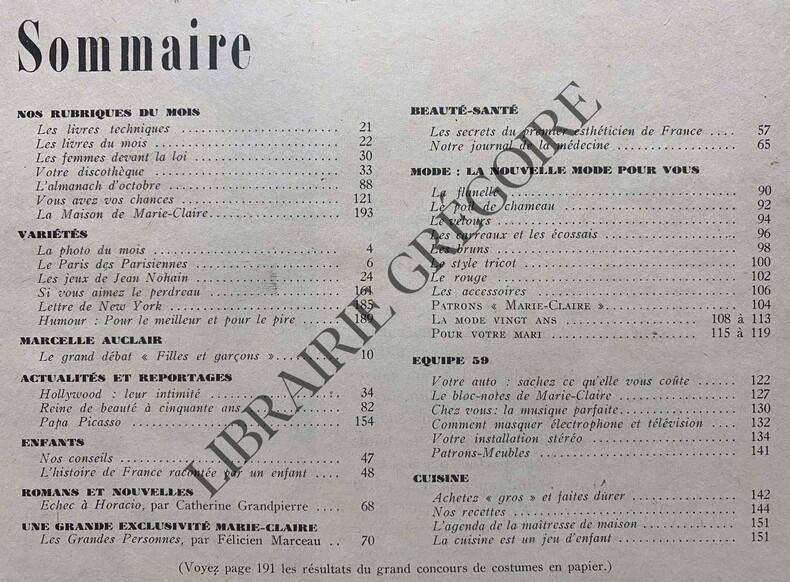 Sommaire
NOS RUBRIQUES DU MOIS
Les livres techniques 21
Les livres du mois 22
Les femmes devant la loi 30
Votre discothèque 33
L'almanach d'octobre 88
Vous avez vos chances 121
La Maison de Marie-Claire 193
VARIÉTÉS
La photo du mois 4
Le Paris des Parisiennes 6
Les jeux de Jean Nohain 24
Si vous aimez le perdreau 164
Lettre de New York 185
Humour : Pour le meilleur et pour le pire 189
MARCELLE AUCLAIR
Le grand débat « Filles et garçons » 10
ACTUALITÉS ET REPORTAGES
Hollywood : leur intimité 34
Reine de beauté à cinquante ans 82
Papa Picasso 154
ENFANTS
Nos conseils 47
L'histoire de France racontée par un enfant 48
ROMANS ET NOUVELLES
Echec à Horacio, par Catherine Grandpierre 68
UNE GRANDE EXCLUSIVITÉ MARIE-CLAIRE
Les Grandes Personnes, par Félicien Marceau 70
BEAUTÉ-SANTÉ
Les secrets du premier esthéticien de France 57
Notre journal de la médecine 65
MODE : LA NOUVELLE MODE POUR VOUS
La flanelle 90
Le poil de chameau 92
Le velours 94
Les carreaux et les écossais 96
Les bruns 98
Le style tricot 100
Le rouge 102
Les accessoires 106
PATRONS « MARIE-CLAIRE » 104
LA MODE VINGT ANS 108 à 113
POUR VOTRE MARI 115 à 119
EQUIPE 59
Votre auto : sachez ce qu'elle vous coûte 122
Le bloc-notes de Marie-Claire 127
Chez vous : la musique parfaite 130
Comment masquer électrophone et télévision 132
Votre installation stéréo 134
Patrons-Meubles 141
CUISINE
Achetez « gros » et faites durer 142
Nos recettes 144
L'agenda de la maîtresse de maison 151
La cuisine est un jeu d'enfant 151
(Voyez page 191 les résultats du grand concours de costumes en papier.)
LIBRAIRIE GRÉGOIRE